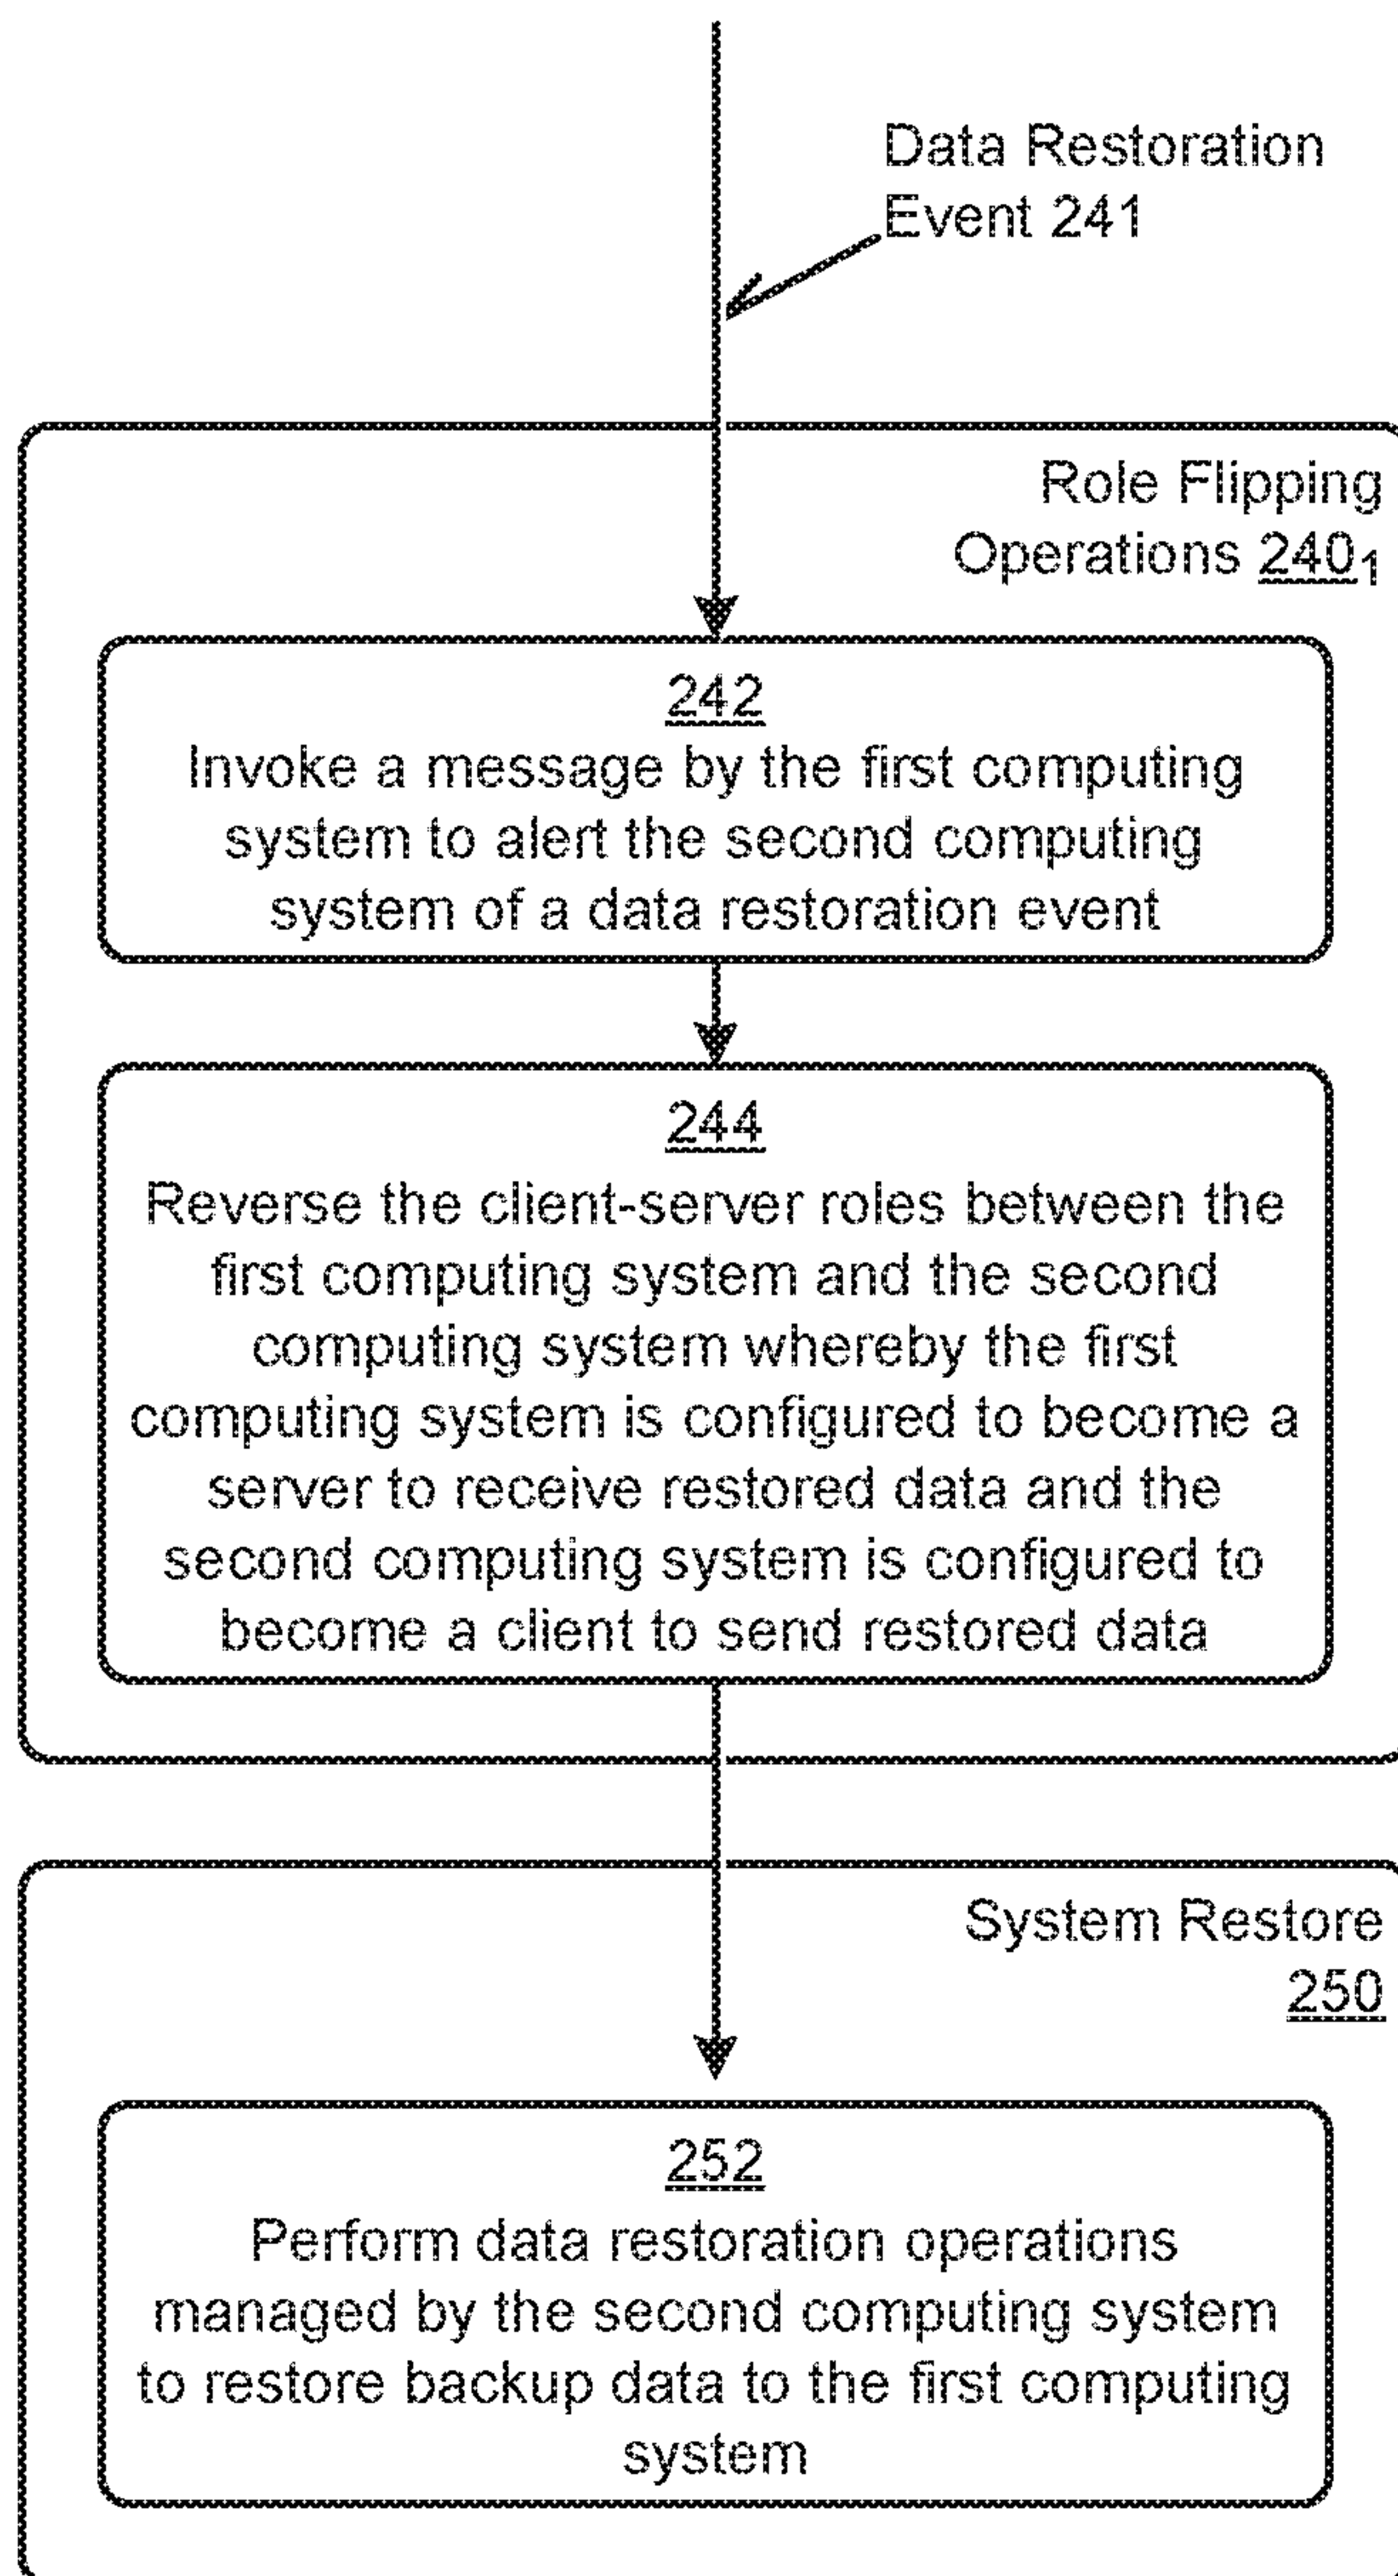 Data Restoration
Event 241
Role Flipping
Operations 240₁
242
Invoke a message by the first computing
system to alert the second computing
system of a data restoration event
244
Reverse the client-server roles between the
first computing system and the second
computing system whereby the first
computing system is configured to become a
server to receive restored data and the
second computing system is configured to
become a client to send restored data
System Restore
250
252
Perform data restoration operations
managed by the second computing system
to restore backup data to the first computing
system